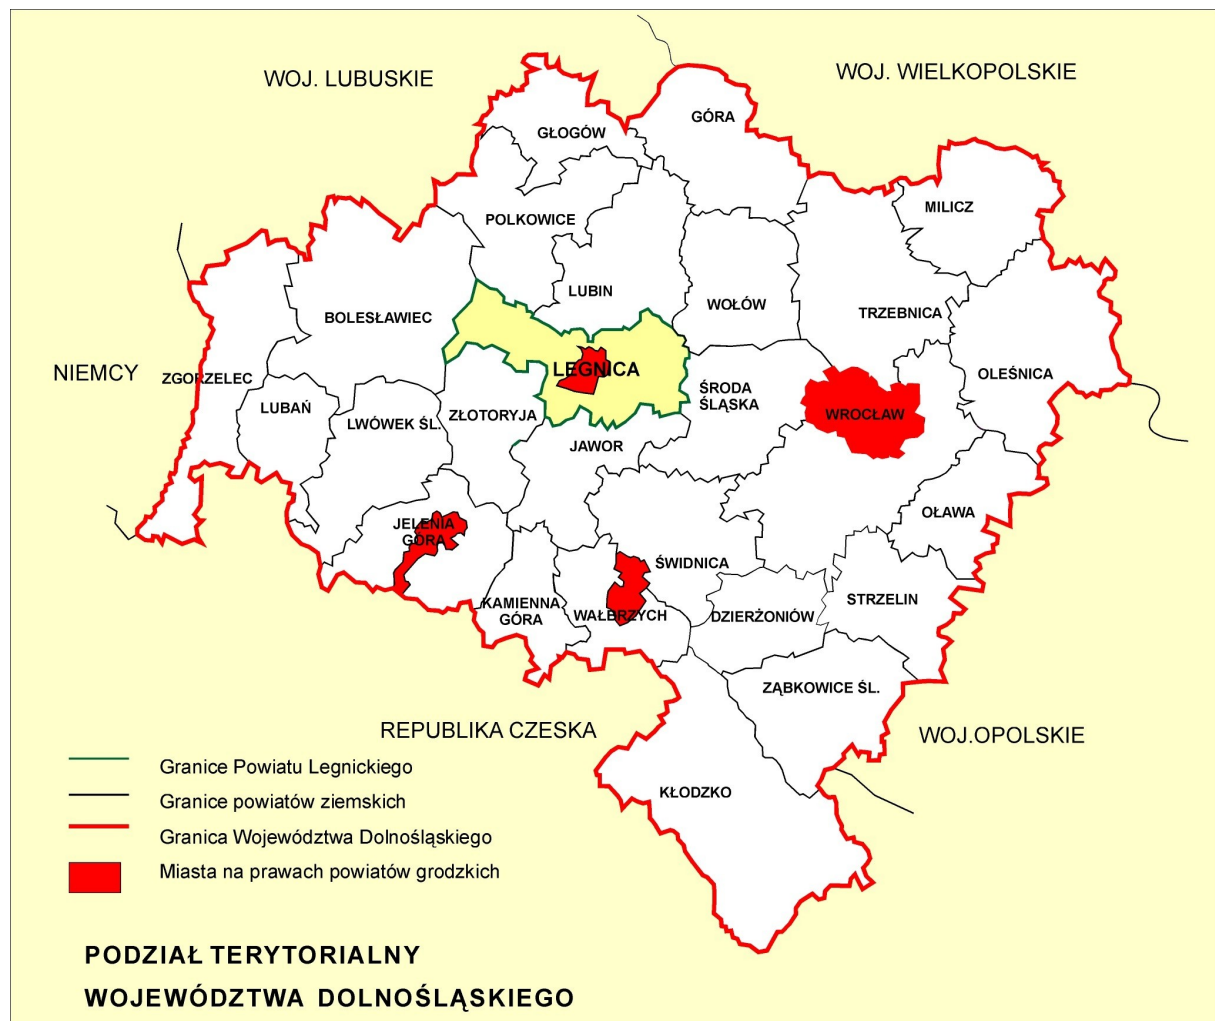 WOJ. LUBUSKIE
WOJ. WIELKOPOLSKIE
GÓRA
GŁOGÓW
MILICZ
POLKOWICE
LUBIN
WOŁÓW
BOLESŁAWIEC
TRZEBNICA
NIEMCY
ZGORZELEC
LEGNICA
OLEŚNICA
ŚRODA
ŚLĄSKA
LUBAŃ
LWÓWEK ŚL.
ZŁOTORYJA
WROCŁAW
JAWOR
OŁAWA
JELENIA
GÓRA
ŚWIDNICA
STRZELIN
KAMIENNA
GÓRA
WAŁBRZYCH
DZIERŻONIÓW
ZĄBKOWICE ŚL.
REPUBLIKA CZESKA
WOJ.OPOLSKIE
KŁODZKO
Granice Powiatu Legnickiego
Granice powiatów ziemskich
Granica Województwa Dolnośląskiego
Miasta na prawach powiatów grodzkich
PODZIAŁ TERYTORIALNY
WOJEWÓDZTWA DOLNOŚLĄSKIEGO